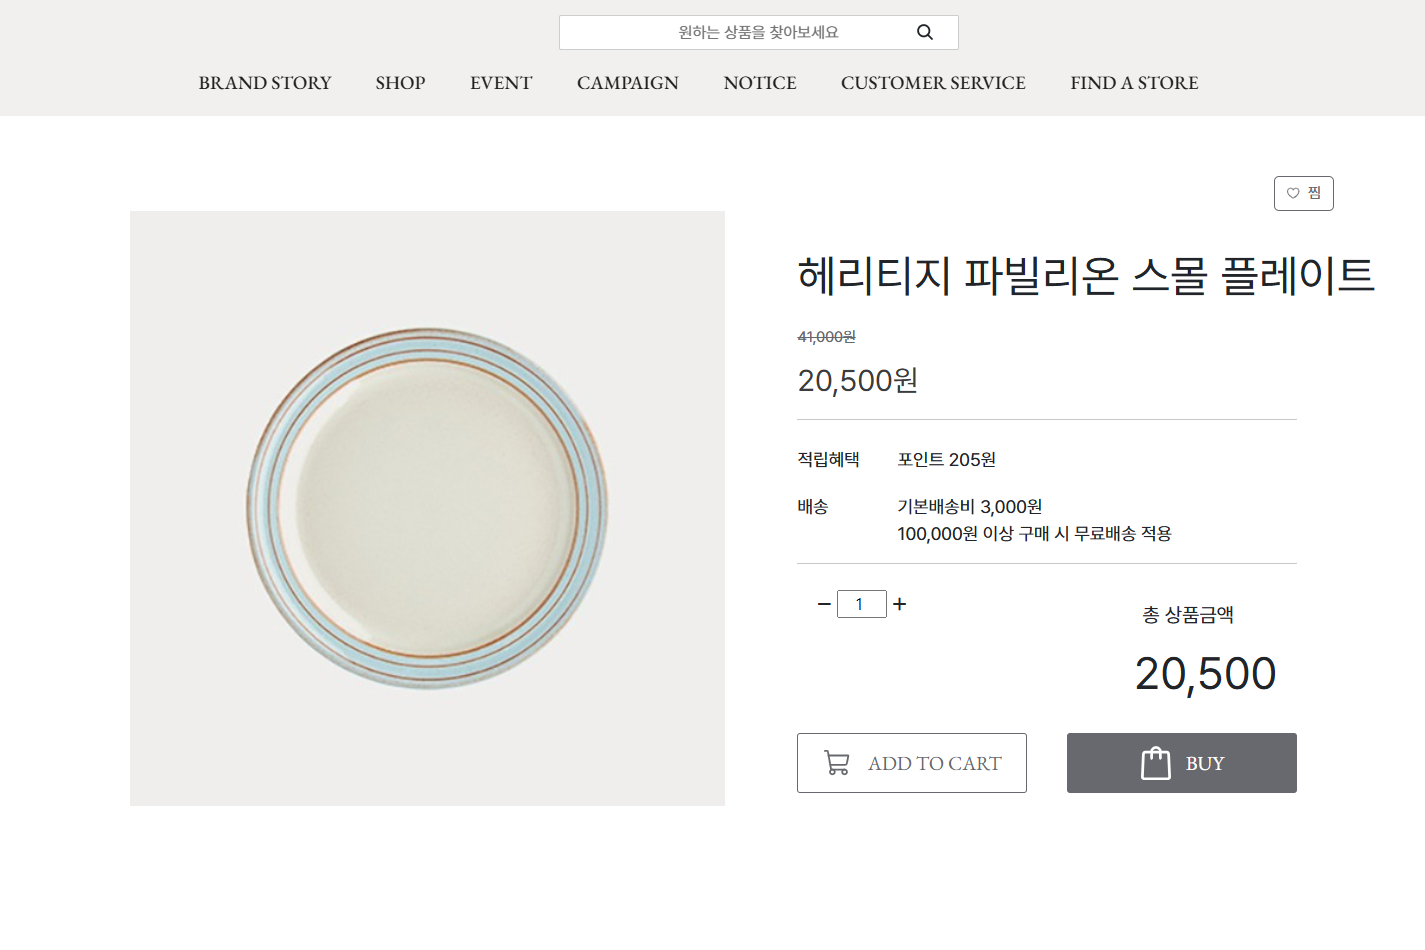 원하는 상품을 찾아보세요
BRAND STORY SHOP EVENT CAMPAIGN NOTICE CUSTOMER SERVICE FIND A STORE
찜
헤리티지 파빌리온 스몰 플레이트
41,000원
20,500원
적립혜택 포인트 205원
배송 기본배송비 3,000원
100,000원 이상 구매 시 무료배송 적용
− 1 +
총 상품금액
20,500
ADD TO CART BUY